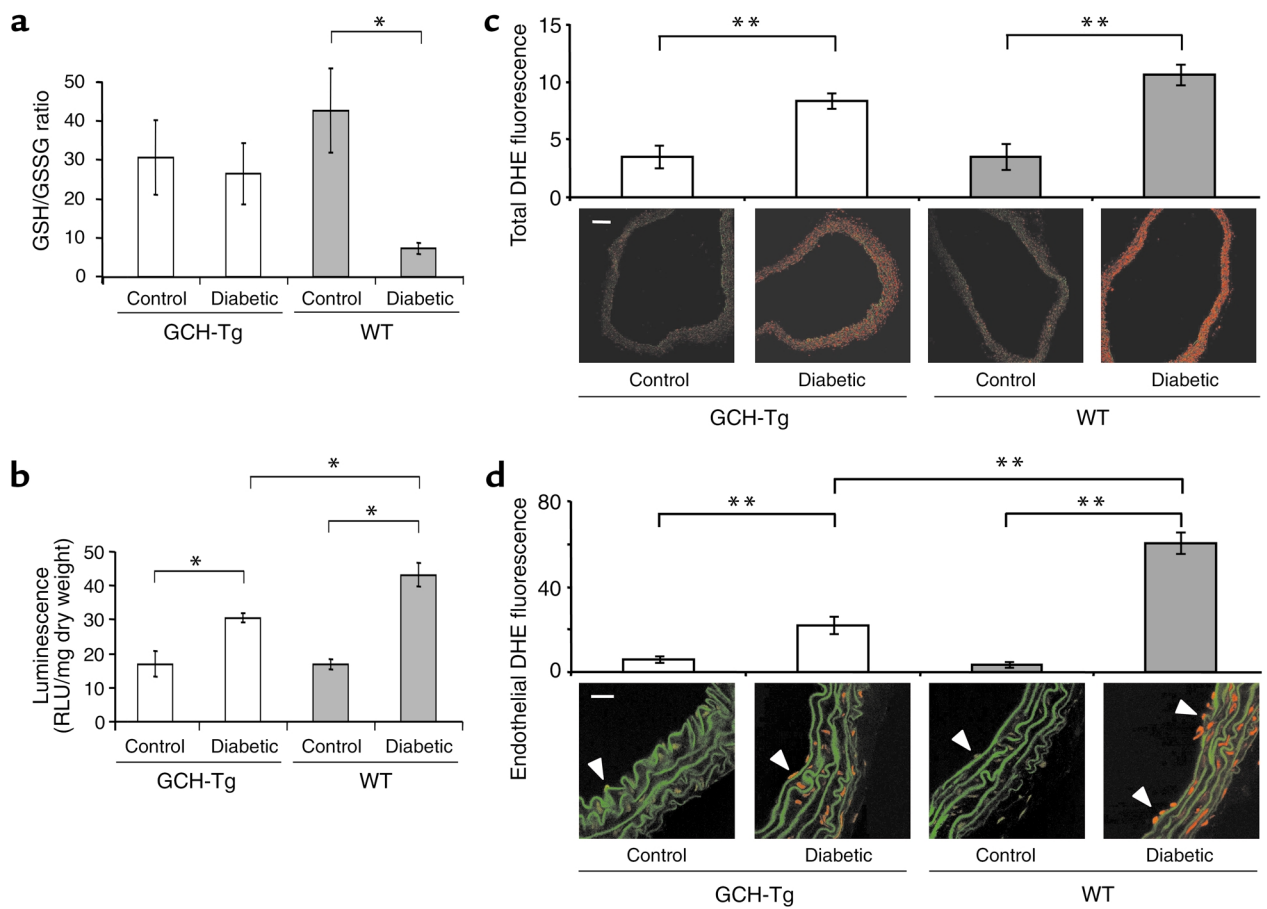 a
*
GSH/GSSG ratio
50
40
30
20
10
0
Control Diabetic Control Diabetic
GCH-Tg WT
b
*
*
*
Luminescence
(RLU/mg dry weight)
50
40
30
20
10
0
Control Diabetic Control Diabetic
GCH-Tg WT
c
** **
Total DHE fluorescence
15
10
5
0
Control Diabetic Control Diabetic
GCH-Tg WT
d
**
** **
Endothelial DHE fluorescence
80
40
0
Control Diabetic Control Diabetic
GCH-Tg WT